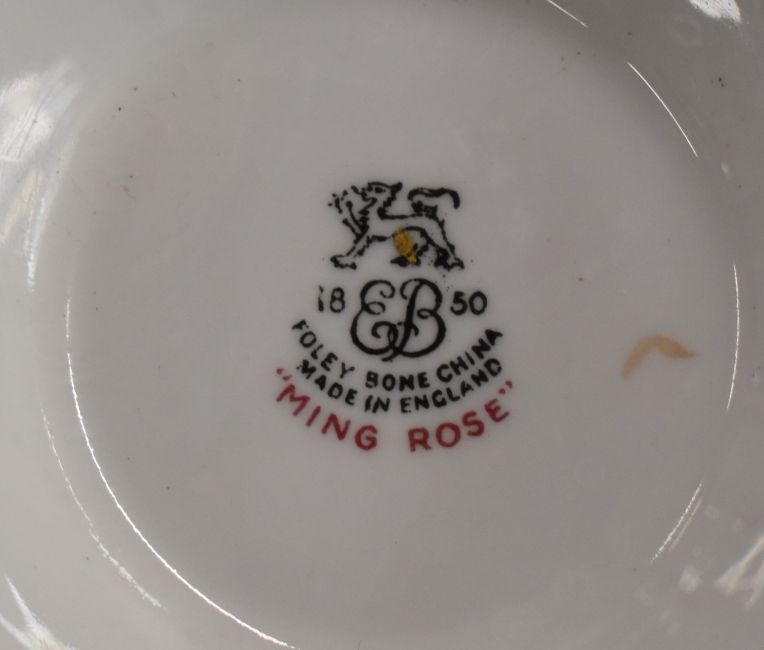 18 EB 50
FOLEY BONE CHINA
MADE IN ENGLAND
"MING ROSE"